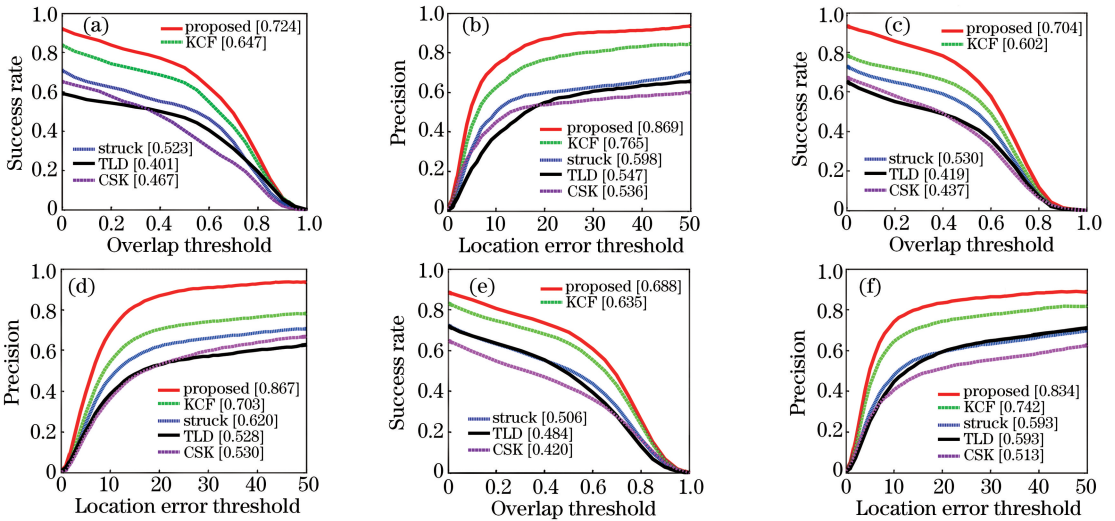 (a)
proposed [0.724]
KCF [0.647]
struck [0.523]
TLD [0.401]
CSK [0.467]
Success rate
1.0
0.8
0.6
0.4
0.2
0
0 0.2 0.4 0.6 0.8 1.0
Overlap threshold
(b)
proposed [0.869]
KCF [0.765]
struck [0.598]
TLD [0.547]
CSK [0.536]
Precision
1.0
0.8
0.6
0.4
0.2
0
0 10 20 30 40 50
Location error threshold
(c)
proposed [0.704]
KCF [0.602]
struck [0.530]
TLD [0.419]
CSK [0.437]
Success rate
1.0
0.8
0.6
0.4
0.2
0
0 0.2 0.4 0.6 0.8 1.0
Overlap threshold
(d)
proposed [0.867]
KCF [0.703]
struck [0.620]
TLD [0.528]
CSK [0.530]
Precision
1.0
0.8
0.6
0.4
0.2
0
0 10 20 30 40 50
Location error threshold
(e)
proposed [0.688]
KCF [0.635]
struck [0.506]
TLD [0.484]
CSK [0.420]
Success rate
1.0
0.8
0.6
0.4
0.2
0
0 0.2 0.4 0.6 0.8 1.0
Overlap threshold
(f)
proposed [0.834]
KCF [0.742]
struck [0.593]
TLD [0.593]
CSK [0.513]
Precision
1.0
0.8
0.6
0.4
0.2
0
0 10 20 30 40 50
Location error threshold